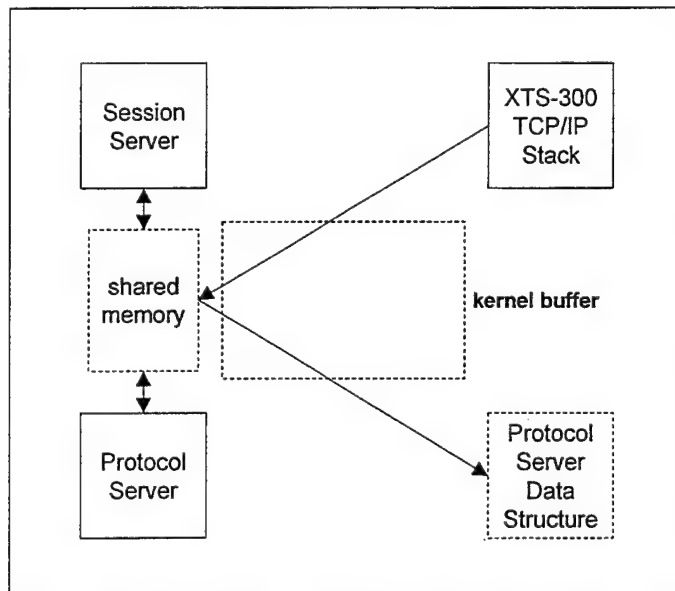 Session
Server
XTS-300
TCP/IP
Stack
shared
memory
kernel buffer
Protocol
Server
Protocol
Server
Data
Structure